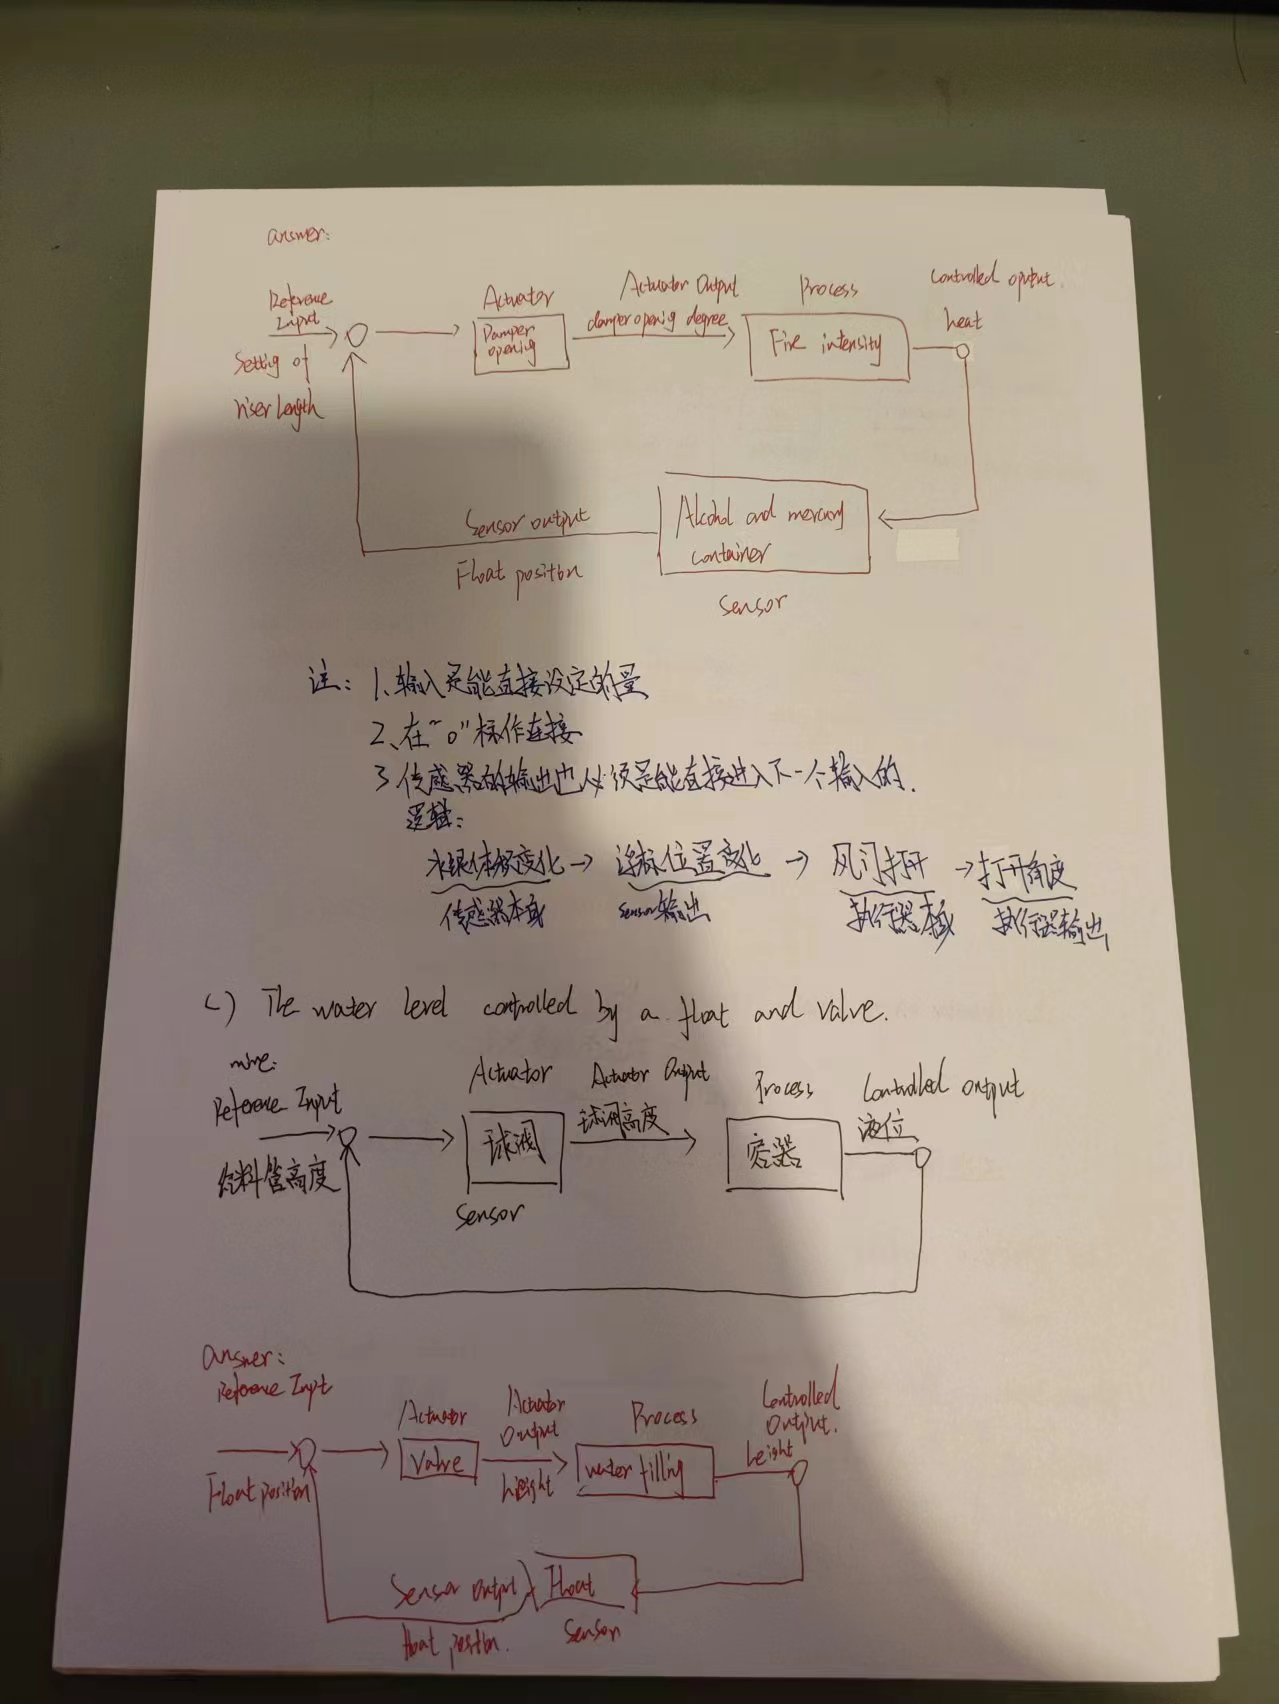 answer:
Reference Input
Setting of riser length
Actuator
Damper opening
Actuator Output
damper openig degree
Process
Fire intensity
Controlled output.
heat
Alcohol and mercury container
sensor
Sensor output
Float position
注: 1、输入是能直接设定的量
2、在“o”操作连接
3 传感器的输出也必须是能直接进入下一个输入的.
逻辑:
水银体积变化 → 浮标位置变化 → 风门打开 → 打开角度
传感器本身 sensor输出 执行器本身 执行器输出
c) The water level controlled by a float and valve.
mine:
Reference Input
给料管高度
Actuator
球阀
sensor
Actuator Output
球阀高度
Process
容器
Controlled output
液位
answer:
Reference Inpt
Float position
Actuator
Valve
Actuator Output
height
Process
water fillig
Controlled Output.
height
Float
sensor
Sensor output
float position.